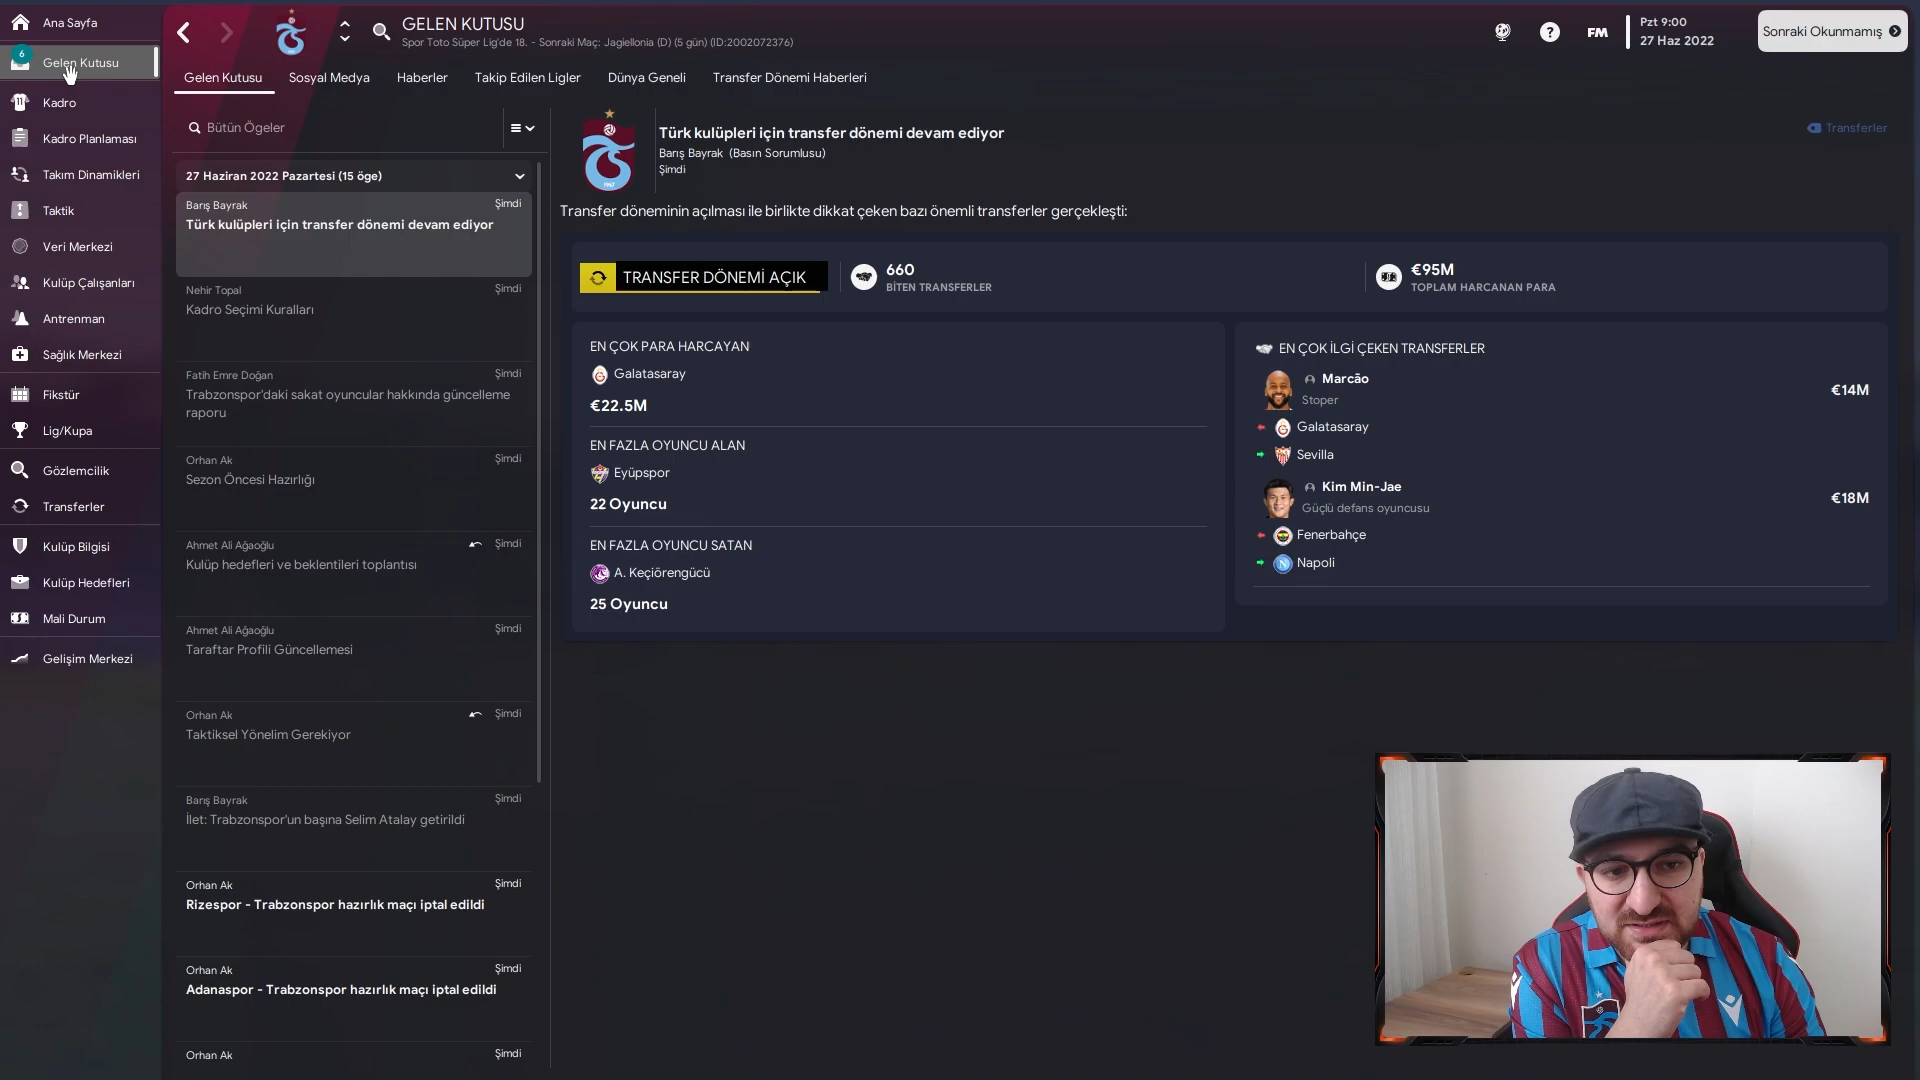 Ana Sayfa
6
Gelen Kutusu
Kadro
Kadro Planlaması
Takım Dinamikleri
Taktik
Veri Merkezi
Kulüp Çalışanları
Antrenman
Sağlık Merkezi
Fikstür
Lig/Kupa
Gözlemcilik
Transferler
Kulüp Bilgisi
Kulüp Hedefleri
Mali Durum
Gelişim Merkezi
GELEN KUTUSU
Spor Toto Süper Lig'de 18. - Sonraki Maç: Jagiellonia (D) (5 gün) (ID:2002072376)
FM
Pzt 9:00
27 Haz 2022
Sonraki Okunmamış
Gelen Kutusu
Sosyal Medya
Haberler
Takip Edilen Ligler
Dünya Geneli
Transfer Dönemi Haberleri
Bütün Ögeler
27 Haziran 2022 Pazartesi (15 öge)
Barış Bayrak
Şimdi
Türk kulüpleri için transfer dönemi devam ediyor
Nehir Topal
Şimdi
Kadro Seçimi Kuralları
Fatih Emre Doğan
Şimdi
Trabzonspor'daki sakat oyuncular hakkında güncelleme
raporu
Orhan Ak
Şimdi
Sezon Öncesi Hazırlığı
Ahmet Ali Ağaoğlu
Şimdi
Kulüp hedefleri ve beklentileri toplantısı
Ahmet Ali Ağaoğlu
Şimdi
Taraftar Profili Güncellemesi
Orhan Ak
Şimdi
Taktiksel Yönelim Gerekiyor
Barış Bayrak
Şimdi
İlet: Trabzonspor'un başına Selim Atalay getirildi
Orhan Ak
Şimdi
Rizespor - Trabzonspor hazırlık maçı iptal edildi
Orhan Ak
Şimdi
Adanaspor - Trabzonspor hazırlık maçı iptal edildi
Orhan Ak
Şimdi
Türk kulüpleri için transfer dönemi devam ediyor
Barış Bayrak (Basın Sorumlusu)
Şimdi
Transferler
Transfer döneminin açılması ile birlikte dikkat çeken bazı önemli transferler gerçekleşti:
TRANSFER DÖNEMİ AÇIK
660
BİTEN TRANSFERLER
€95M
TOPLAM HARCANAN PARA
EN ÇOK PARA HARCAYAN
Galatasaray
€22.5M
EN FAZLA OYUNCU ALAN
Eyüpspor
22 Oyuncu
EN FAZLA OYUNCU SATAN
A. Keçiörengücü
25 Oyuncu
EN ÇOK İLGİ ÇEKEN TRANSFERLER
Marcão
Stoper
€14M
Galatasaray
Sevilla
Kim Min-Jae
Güçlü defans oyuncusu
€18M
Fenerbahçe
Napoli